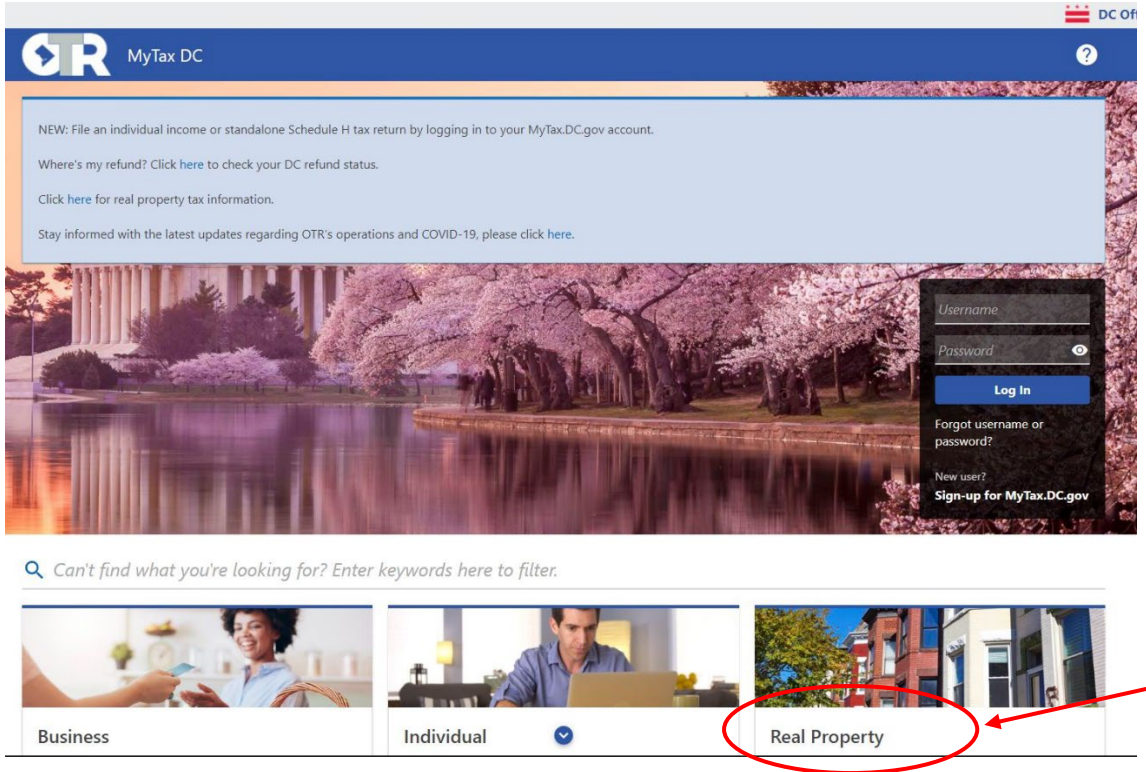 DC Off
OTR
MyTax DC
?
NEW: File an individual income or standalone Schedule H tax return by logging in to your MyTax.DC.gov account.
Where's my refund? Click here to check your DC refund status.
Click here for real property tax information.
Stay informed with the latest updates regarding OTR's operations and COVID-19, please click here.
Username
Password
Log In
Forgot username or
password?
New user?
Sign-up for MyTax.DC.gov
Can't find what you're looking for? Enter keywords here to filter.
Business
Individual
Real Property